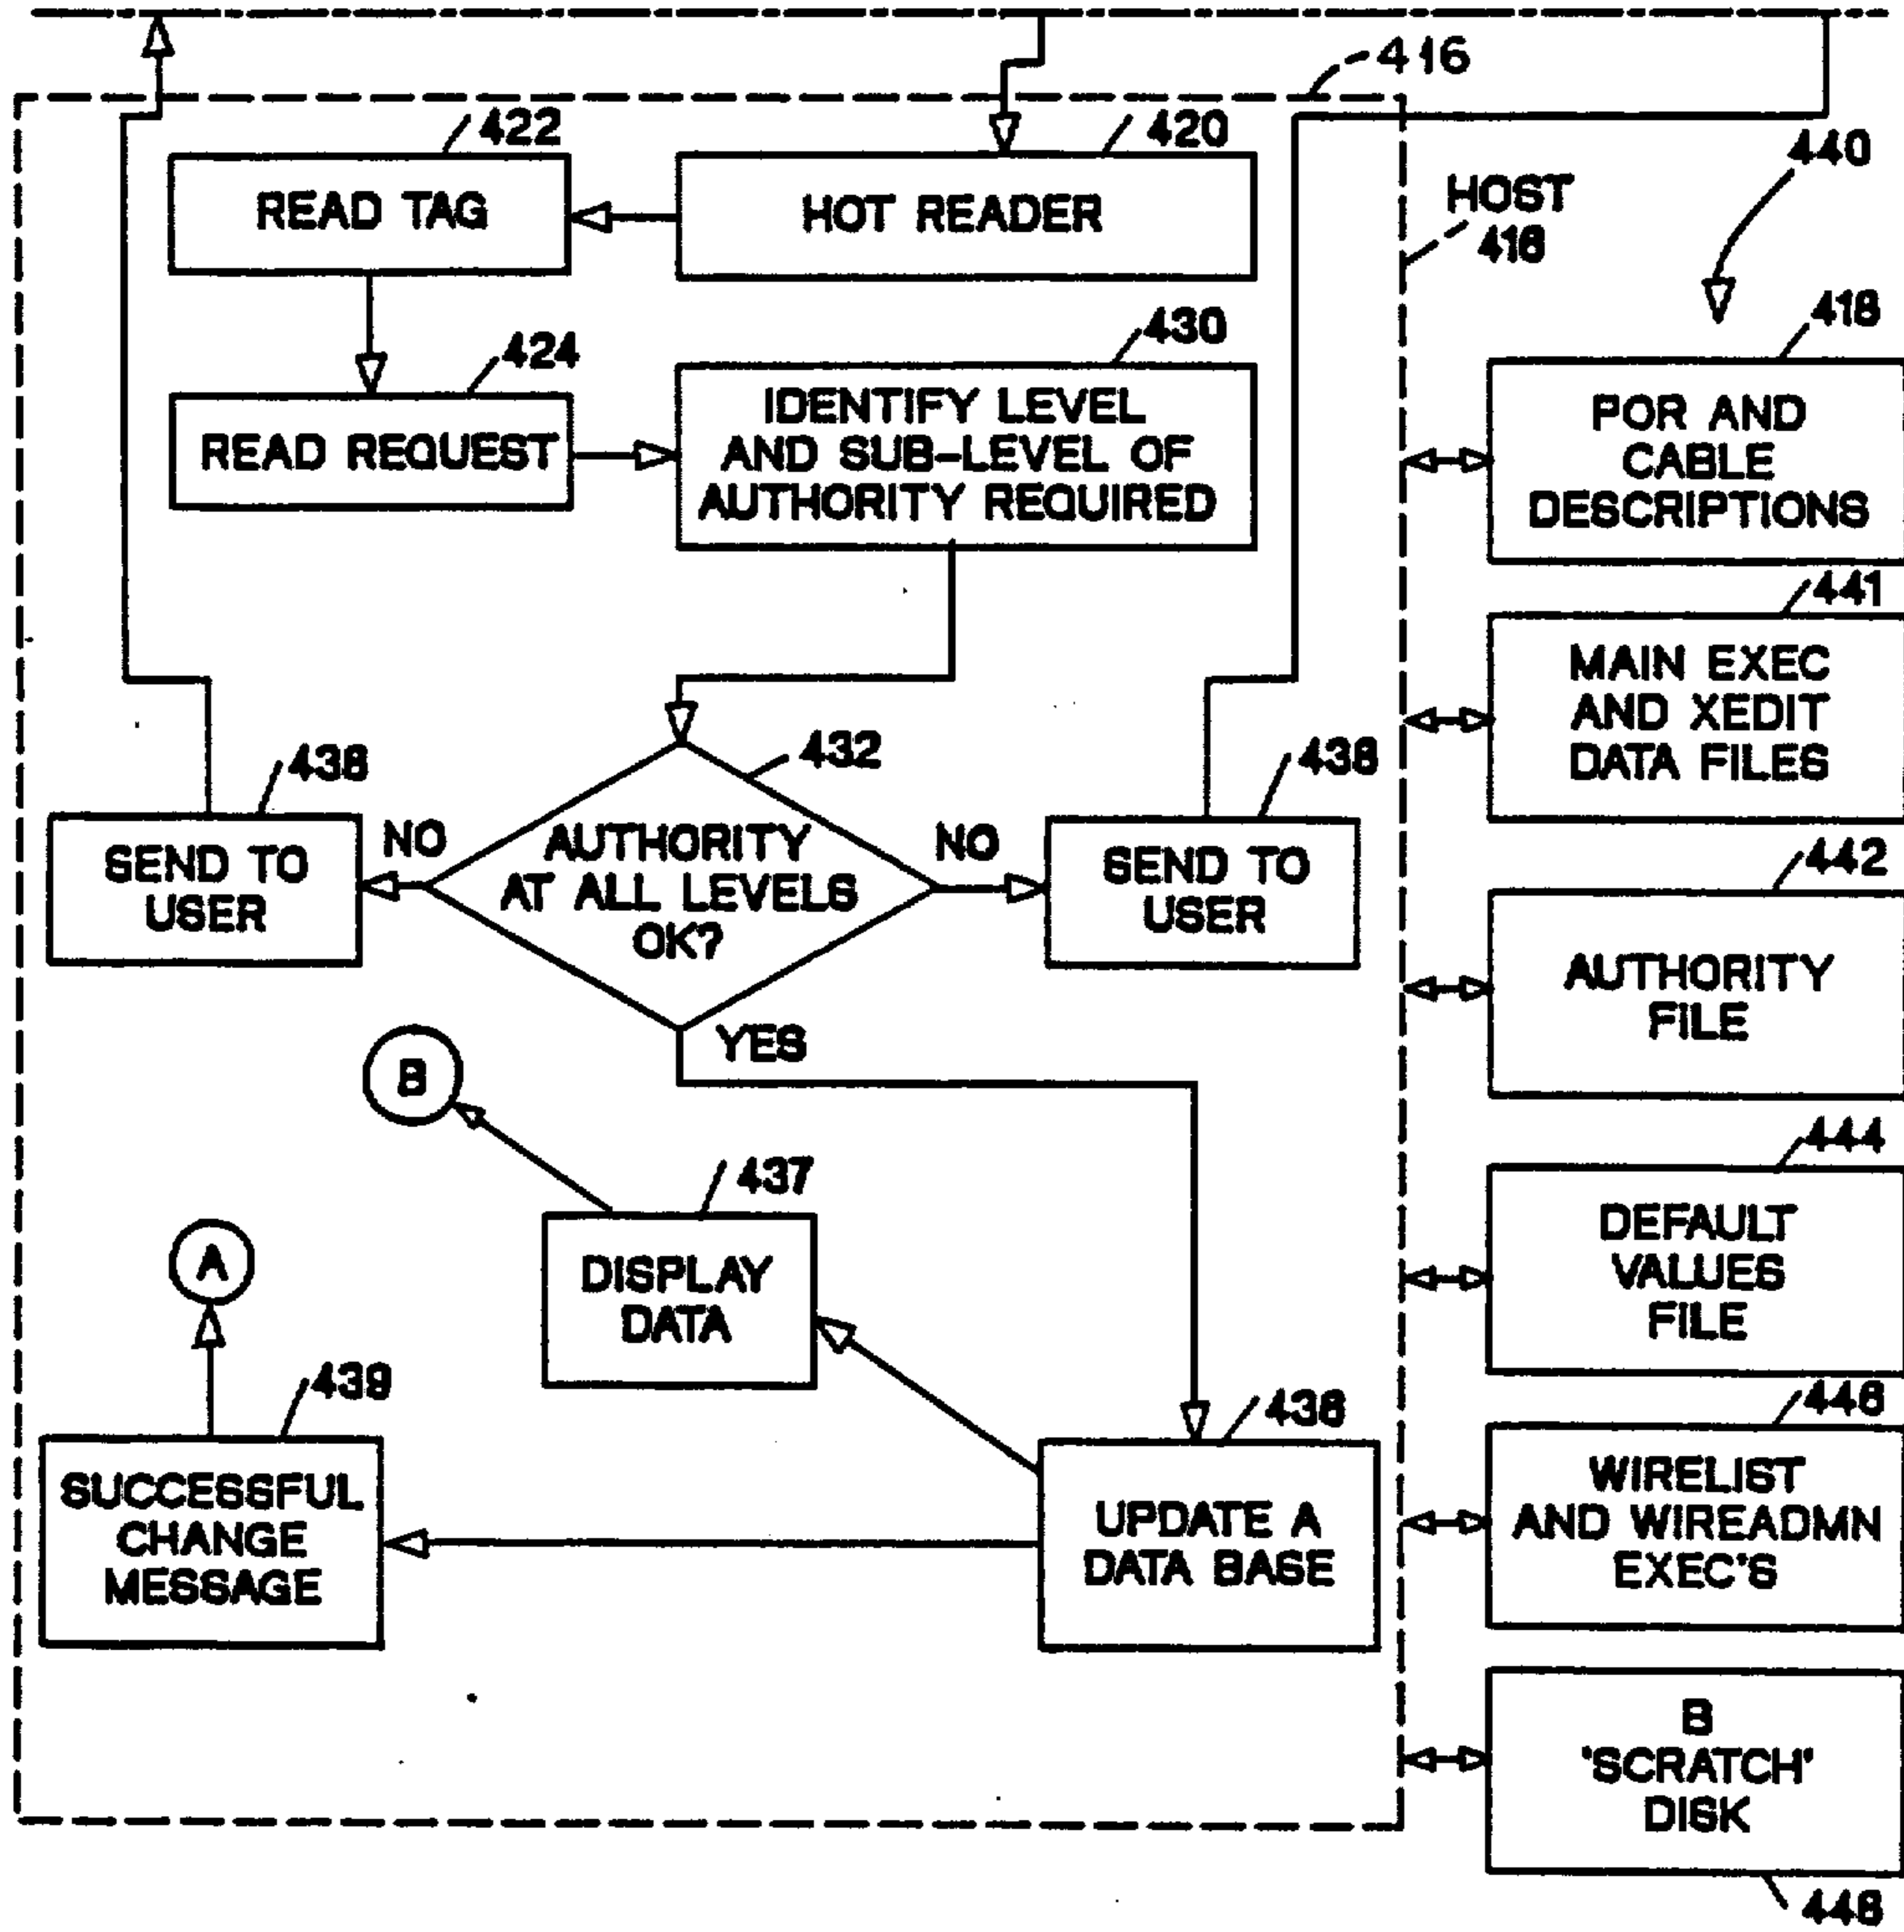 416
422
420
440
READ TAG
HOT READER
HOST
416
418
424
430
READ REQUEST
IDENTIFY LEVEL
AND SUB-LEVEL OF
AUTHORITY REQUIRED
POR AND
CABLE
DESCRIPTIONS
441
MAIN EXEC
AND XEDIT
DATA FILES
438
432
438
NO
AUTHORITY
AT ALL LEVELS
OK?
NO
SEND TO
USER
SEND TO
USER
442
AUTHORITY
FILE
YES
B
444
437
DEFAULT
VALUES
FILE
A
DISPLAY
DATA
439
436
446
SUCCESSFUL
CHANGE
MESSAGE
UPDATE A
DATA BASE
WIRELIST
AND WIREADMN
EXEC'S
B
'SCRATCH'
DISK
448